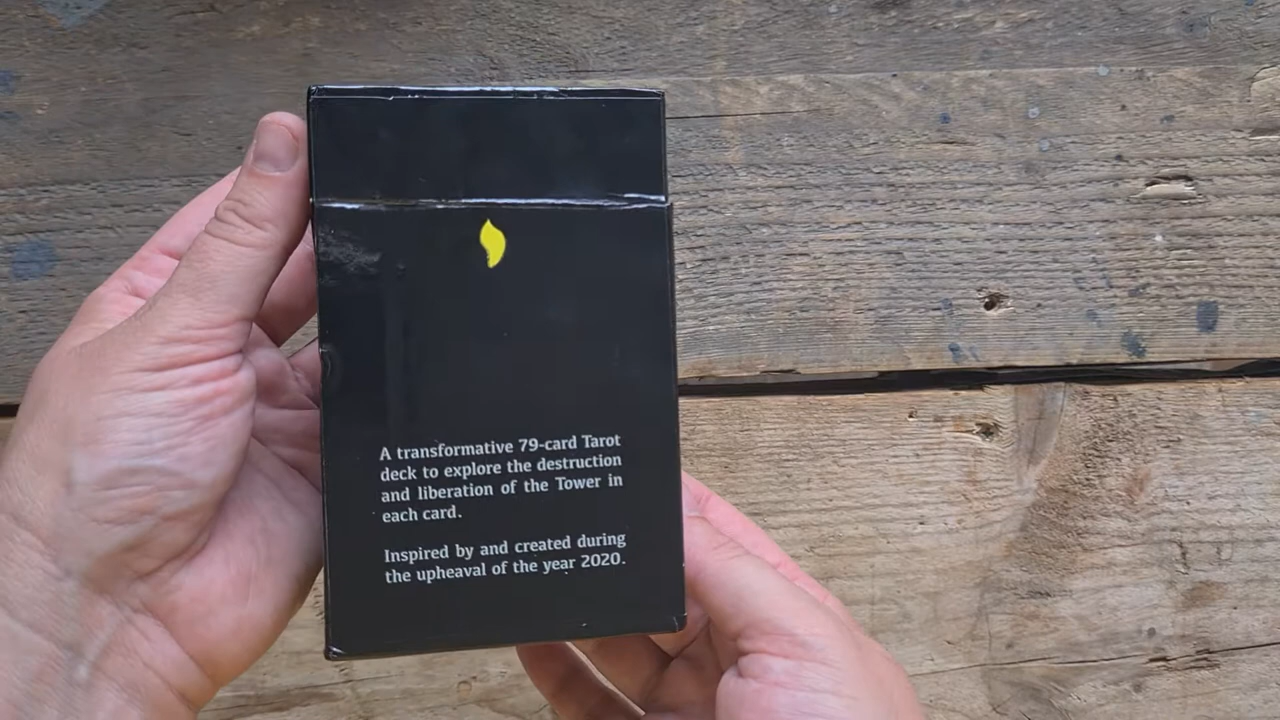 A transformative 79-card Tarot
deck to explore the destruction
and liberation of the Tower in
each card.
Inspired by and created during
the upheaval of the year 2020.